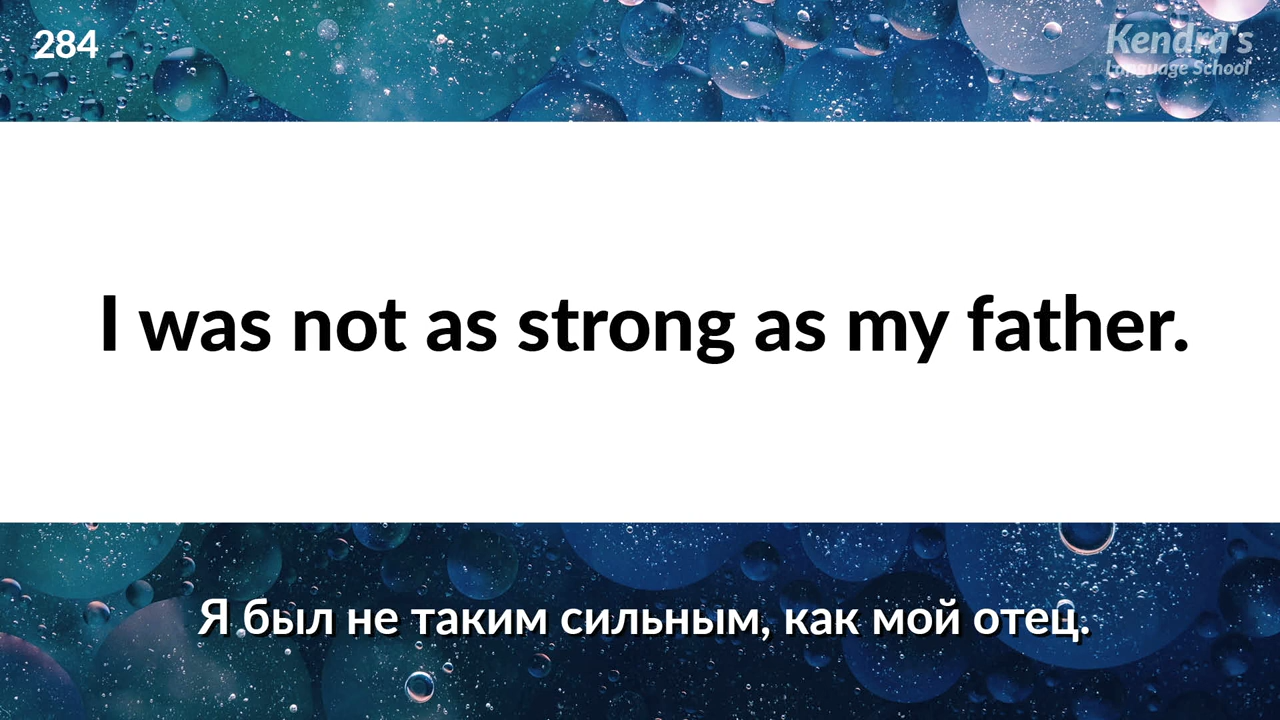 284
Kendra's
Language School
I was not as strong as my father.
Я был не таким сильным, как мой отец.